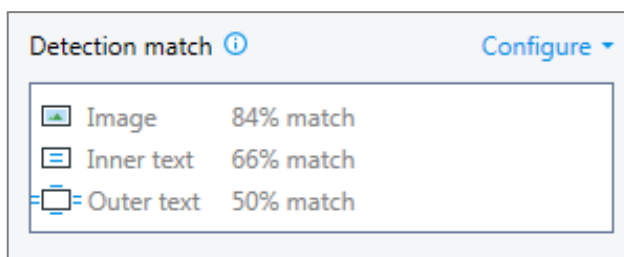 Detection match Configure
Image 84% match
Inner text 66% match
Outer text 50% match